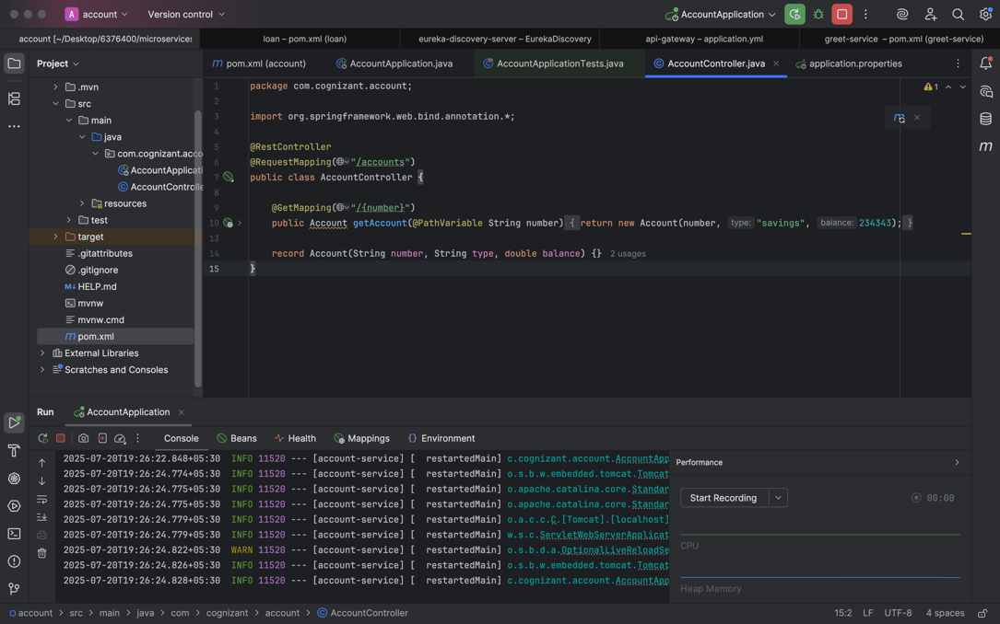 A account
Version control
AccountApplication
account [~/Desktop/6376400/microservices
loan – pom.xml (loan)
eureka-discovery-server – EurekaDiscovery
api-gateway – application.yml
greet-service – pom.xml (greet-service)
Project
pom.xml (account)
AccountApplication.java
AccountApplicationTests.java
AccountController.java
application.properties
.mvn
src
main
java
com.cognizant.acco
AccountApplicati
AccountControlle
resources
test
target
.gitattributes
.gitignore
HELP.md
mvnw
mvnw.cmd
pom.xml
External Libraries
Scratches and Consoles
1 package com.cognizant.account;
2
3 import org.springframework.web.bind.annotation.*;
4
5 @RestController
6 @RequestMapping("/accounts")
7 public class AccountController {
8
9 @GetMapping("/{number}")
10 public Account getAccount(@PathVariable String number) { return new Account(number, type: "savings", balance: 234343); }
13
14 record Account(String number, String type, double balance) {} 2 usages
15 }
1
Run
AccountApplication
Console
Beans
Health
Mappings
Environment
2025-07-20T19:26:22.848+05:30 INFO 11520 --- [account-service] [ restartedMain] c.cognizant.account.AccountApp
2025-07-20T19:26:24.774+05:30 INFO 11520 --- [account-service] [ restartedMain] o.s.b.w.embedded.tomcat.Tomcat
2025-07-20T19:26:24.775+05:30 INFO 11520 --- [account-service] [ restartedMain] o.apache.catalina.core.Standar
2025-07-20T19:26:24.775+05:30 INFO 11520 --- [account-service] [ restartedMain] o.apache.catalina.core.Standar
2025-07-20T19:26:24.779+05:30 INFO 11520 --- [account-service] [ restartedMain] o.a.c.c.C.[Tomcat].[localhost]
2025-07-20T19:26:24.779+05:30 INFO 11520 --- [account-service] [ restartedMain] w.s.c.ServletWebServerApplicat
2025-07-20T19:26:24.822+05:30 WARN 11520 --- [account-service] [ restartedMain] o.s.b.d.a.OptionalLiveReloadSe
2025-07-20T19:26:24.826+05:30 INFO 11520 --- [account-service] [ restartedMain] o.s.b.w.embedded.tomcat.Tomcat
2025-07-20T19:26:24.828+05:30 INFO 11520 --- [account-service] [ restartedMain] c.cognizant.account.AccountApp
Performance
Start Recording
00:00
CPU
Heap Memory
account > src > main > java > com > cognizant > account > AccountController
15:2 LF UTF-8 4 spaces